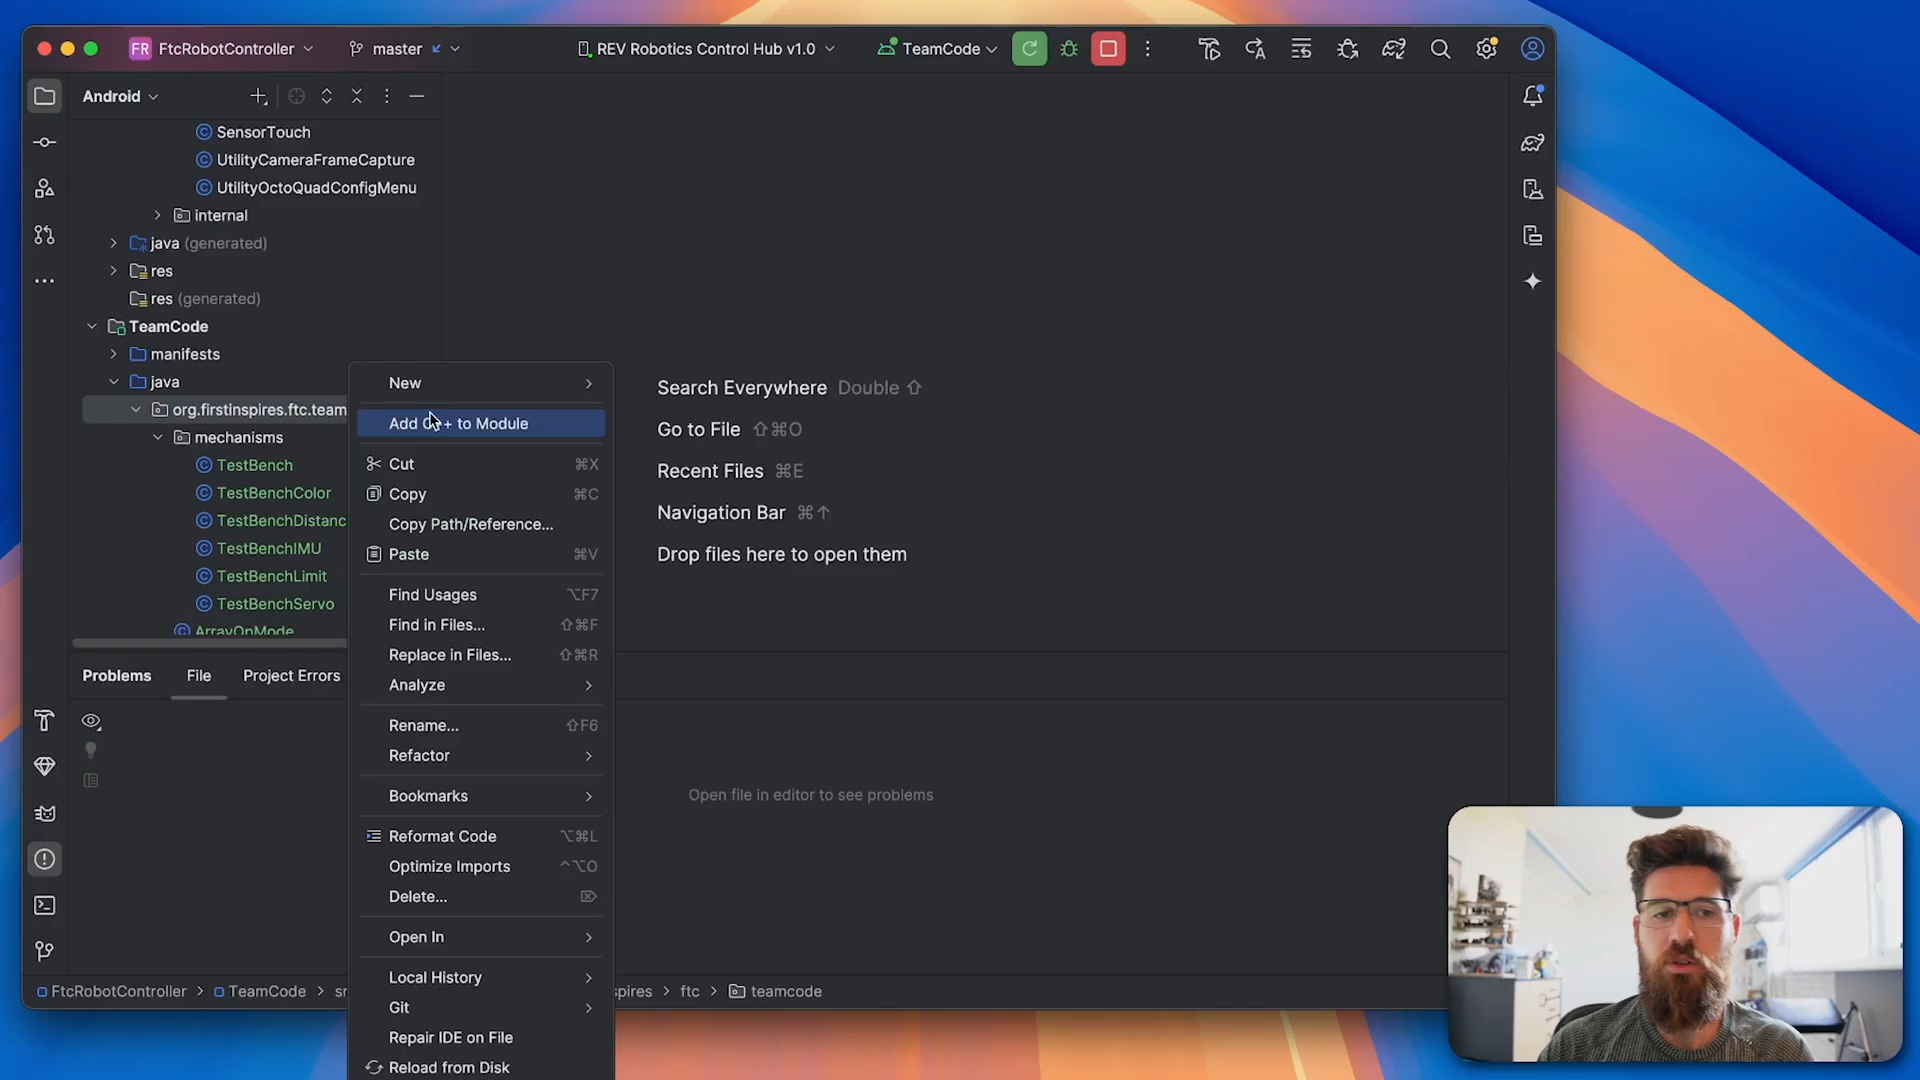 FR FtcRobotController
master
REV Robotics Control Hub v1.0
TeamCode
Android
SensorTouch
UtilityCameraFrameCapture
UtilityOctoQuadConfigMenu
internal
java (generated)
res
res (generated)
TeamCode
manifests
java
org.firstinspires.ftc.team
mechanisms
TestBench
TestBenchColor
TestBenchDistanc
TestBenchIMU
TestBenchLimit
TestBenchServo
ArrayOpMode
New
Add C++ to Module
Cut ⌘X
Copy ⌘C
Copy Path/Reference...
Paste ⌘V
Find Usages ⌥F7
Find in Files... ⇧⌘F
Replace in Files... ⇧⌘R
Analyze
Rename... ⇧F6
Refactor
Bookmarks
Reformat Code ⌥⌘L
Optimize Imports ^⌥O
Delete... ⌦
Open In
Local History
Git
Repair IDE on File
Reload from Disk
Search Everywhere Double ⇧
Go to File ⇧⌘O
Recent Files ⌘E
Navigation Bar ⌘↑
Drop files here to open them
Problems File Project Errors
Open file in editor to see problems
FtcRobotController > TeamCode > sr
spires > ftc > teamcode